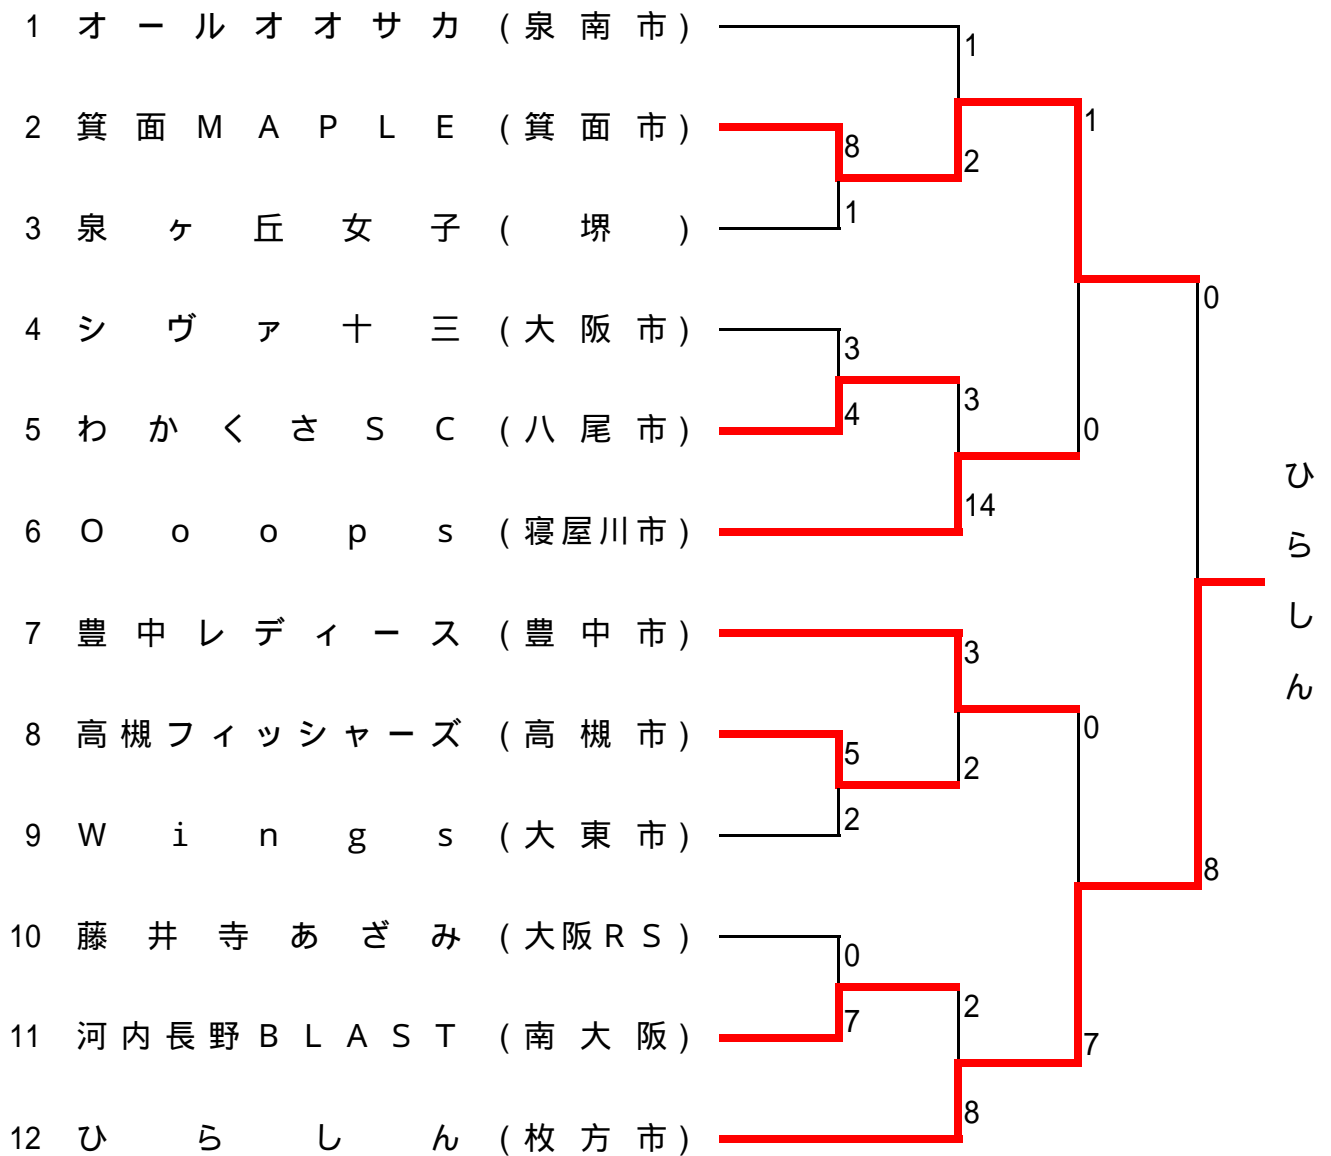 1 オールオオサカ (泉南市)
1
2 箕面MAPLE (箕面市)
8
2
1
3 泉ヶ丘女子 (堺)
1
0
4 シヴァ十三 (大阪市)
3
3
5 わかくさSC (八尾市)
4
0
6 Ooops (寝屋川市)
14
ひらしん
7 豊中レディース (豊中市)
3
8 高槻フィッシャーズ (高槻市)
5
2
0
9 Wings (大東市)
2
8
10 藤井寺あざみ (大阪RS)
0
2
11 河内長野BLAST (南大阪)
7
7
12 ひらしん (枚方市)
8